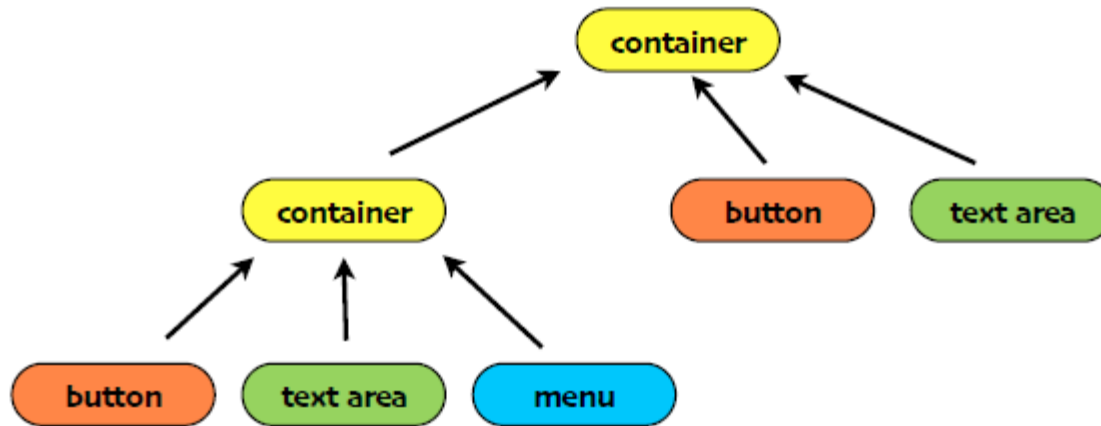 container
container
button
text area
button
text area
menu